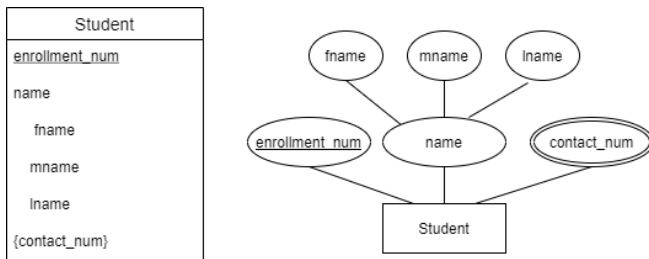 Student
enrollment_num
name
fname
mname
lname
{contact_num}
fname
mname
lname
enrollment_num
name
contact_num
Student